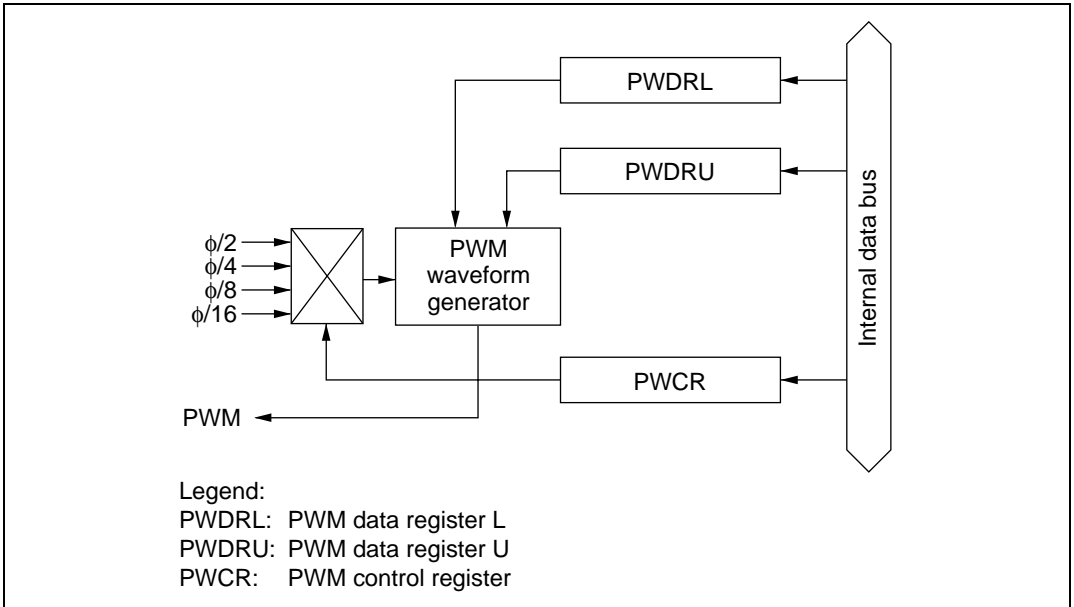 PWDRL
PWDRU
Internal data bus
ϕ/2
ϕ/4
ϕ/8
ϕ/16
PWM
waveform
generator
PWCR
PWM
Legend:
PWDRL: PWM data register L
PWDRU: PWM data register U
PWCR: PWM control register